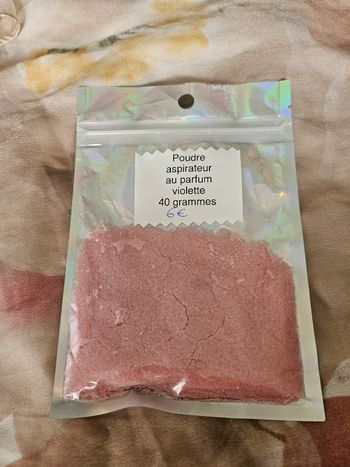 Poudre
aspirateur
au parfum
violette
40 grammes
6€